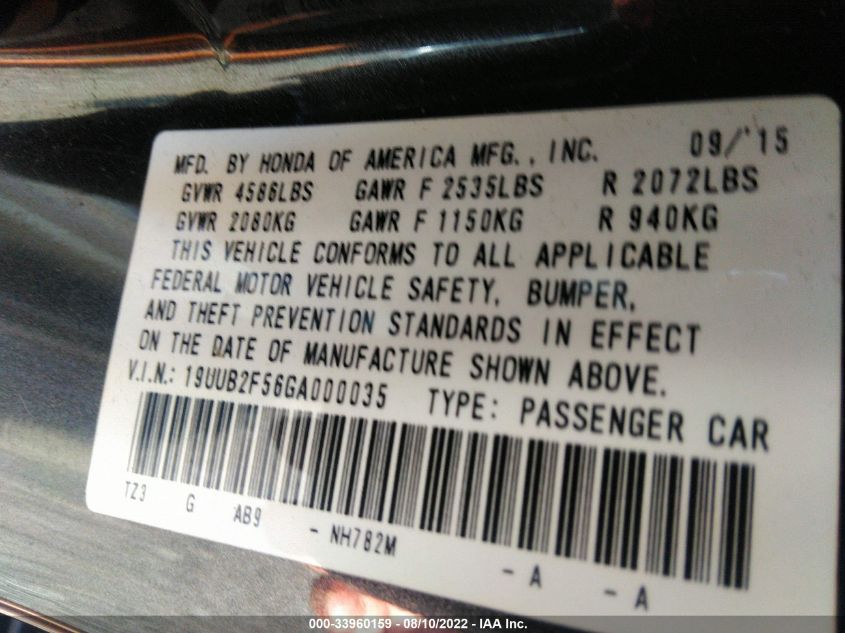 MFD. BY HONDA OF AMERICA MFG., INC. 09/'15
GVWR 4586LBS GAWR F 2535LBS R 2072LBS
GVWR 2080KG GAWR F 1150KG R 940KG
THIS VEHICLE CONFORMS TO ALL APPLICABLE
FEDERAL MOTOR VEHICLE SAFETY, BUMPER,
AND THEFT PREVENTION STANDARDS IN EFFECT
ON THE DATE OF MANUFACTURE SHOWN ABOVE.
V.I.N.: 19UUB2F56GA000035 TYPE: PASSENGER CAR
TZ3 G AB9 - NH782M - A - A
000-33960159 - 08/10/2022 - IAA Inc.